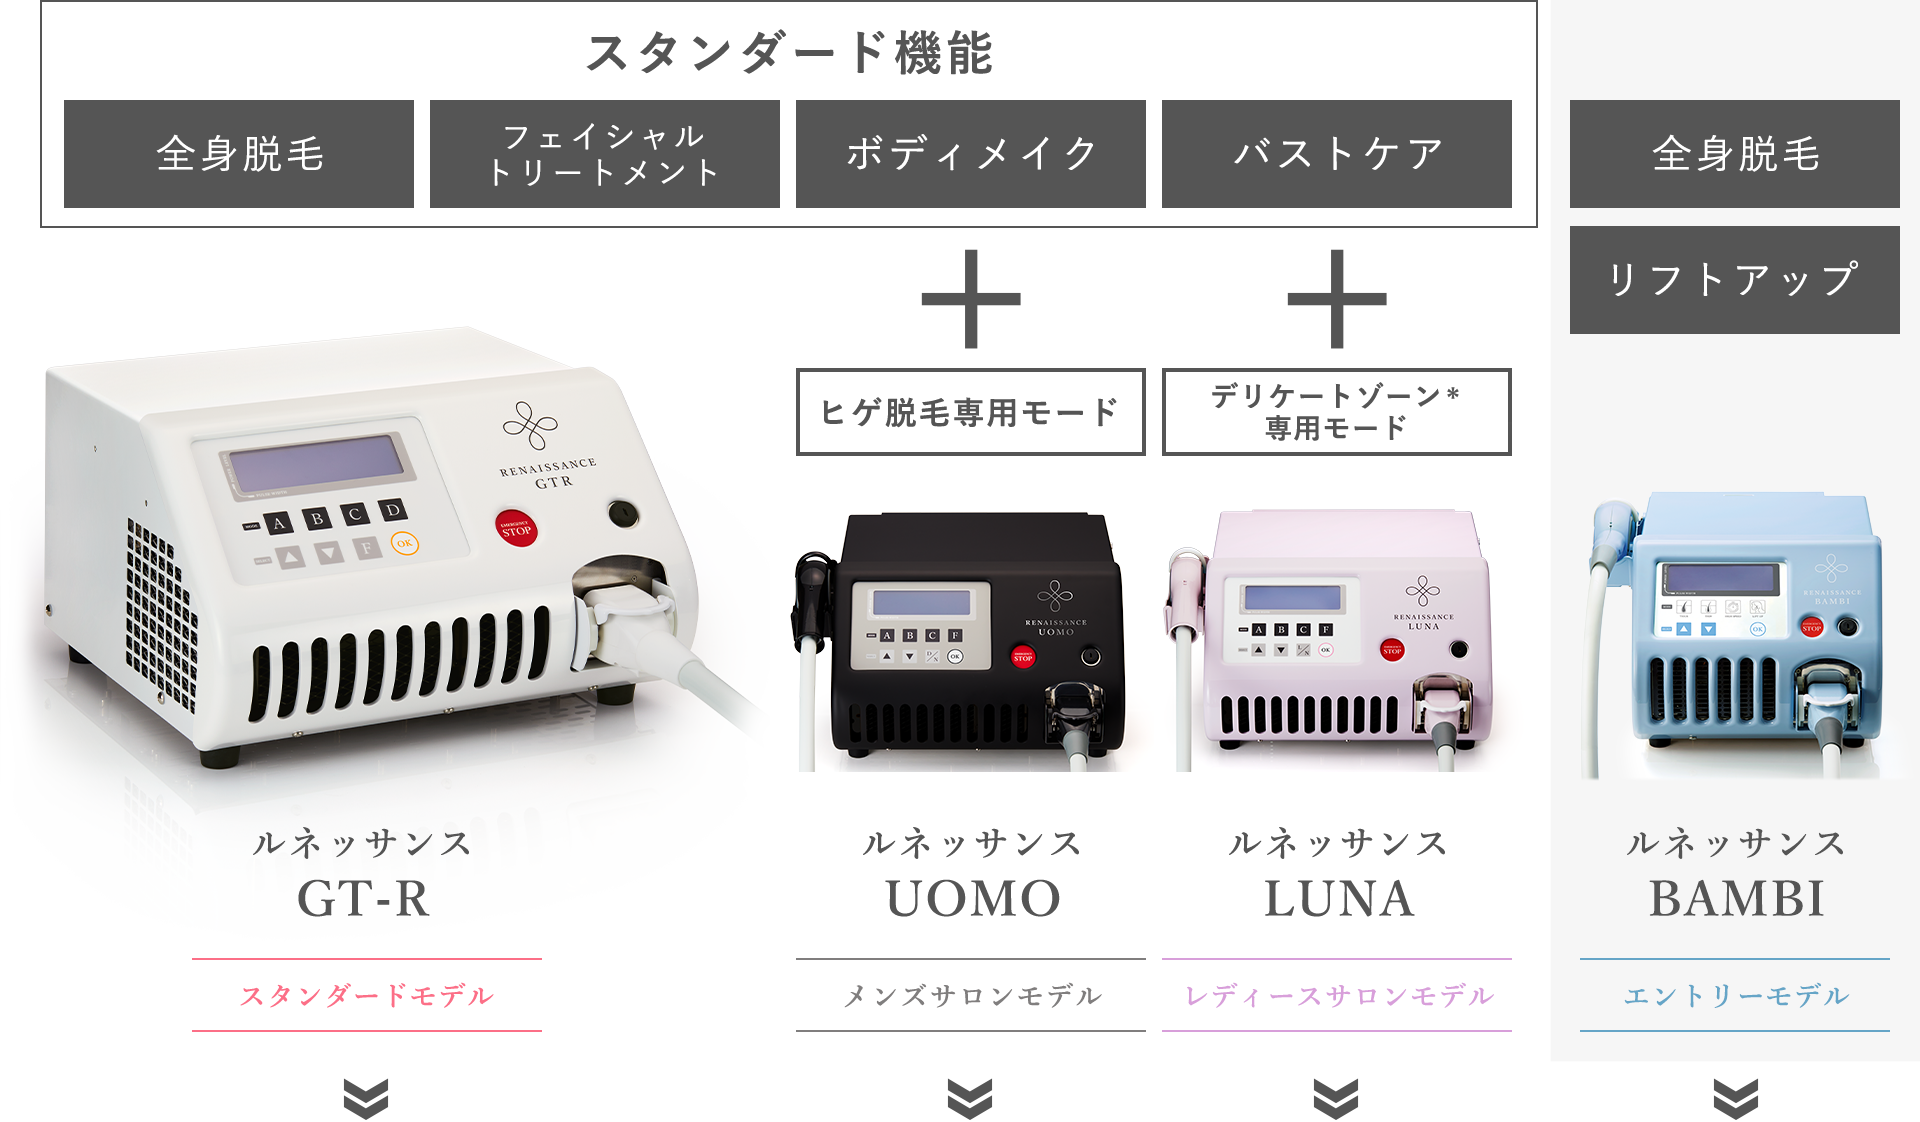 スタンダード機能
全身脱毛
フェイシャル
トリートメント
ボディメイク
バストケア
全身脱毛
リフトアップ
ヒゲ脱毛専用モード
デリケートゾーン*
専用モード
RENAISSANCE
GTR
A B C D
F OK
EMERGENCY
STOP
RENAISSANCE
UOMO
A B C F
OK
STOP
RENAISSANCE
LUNA
A B C F
OK
STOP
RENAISSANCE
BAMBI
OK
STOP
ルネッサンス
GT-R
スタンダードモデル
ルネッサンス
UOMO
メンズサロンモデル
ルネッサンス
LUNA
レディースサロンモデル
ルネッサンス
BAMBI
エントリーモデル